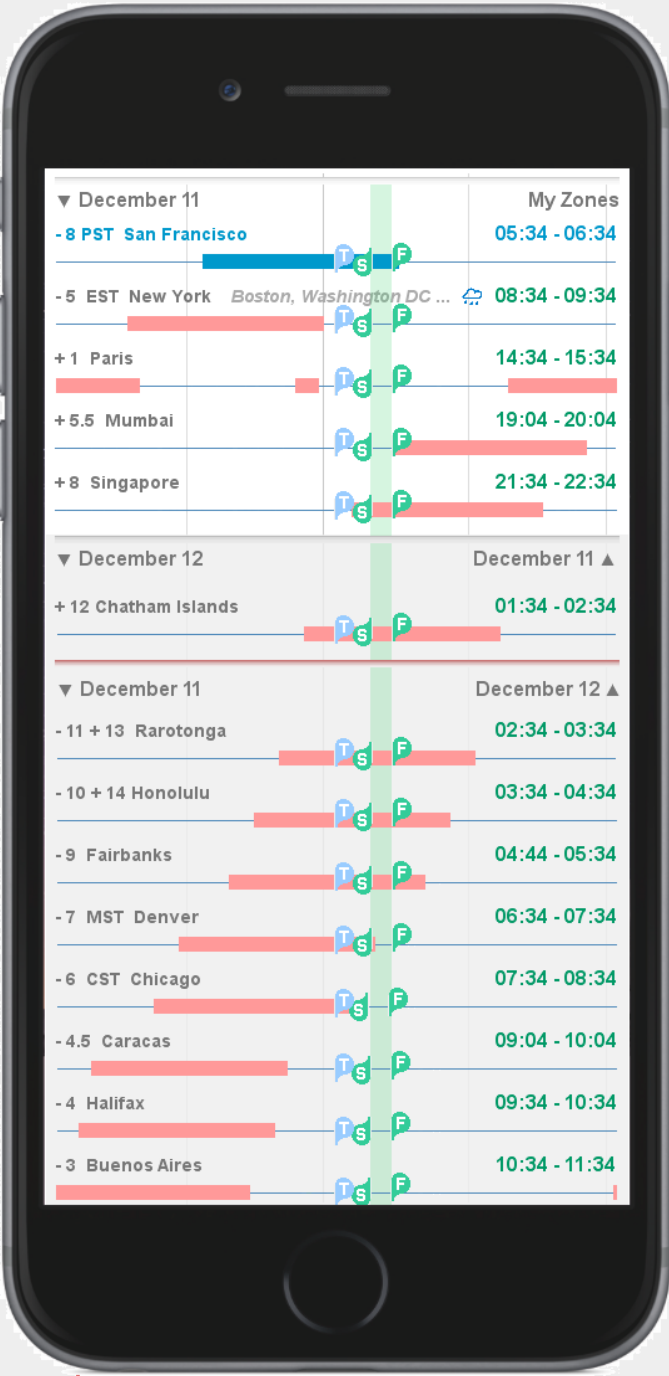 ▼ December 11 My Zones
- 8 PST San Francisco 05:34 - 06:34
T S F
- 5 EST New York Boston, Washington DC ... 08:34 - 09:34
T S F
+ 1 Paris 14:34 - 15:34
T S F
+ 5.5 Mumbai 19:04 - 20:04
T S F
+ 8 Singapore 21:34 - 22:34
T S F
▼ December 12 December 11 ▲
+ 12 Chatham Islands 01:34 - 02:34
T S F
▼ December 11 December 12 ▲
- 11 + 13 Rarotonga 02:34 - 03:34
T S F
- 10 + 14 Honolulu 03:34 - 04:34
T S F
- 9 Fairbanks 04:44 - 05:34
T S F
- 7 MST Denver 06:34 - 07:34
T S F
- 6 CST Chicago 07:34 - 08:34
T S F
- 4.5 Caracas 09:04 - 10:04
T S F
- 4 Halifax 09:34 - 10:34
T S F
- 3 Buenos Aires 10:34 - 11:34
T S F